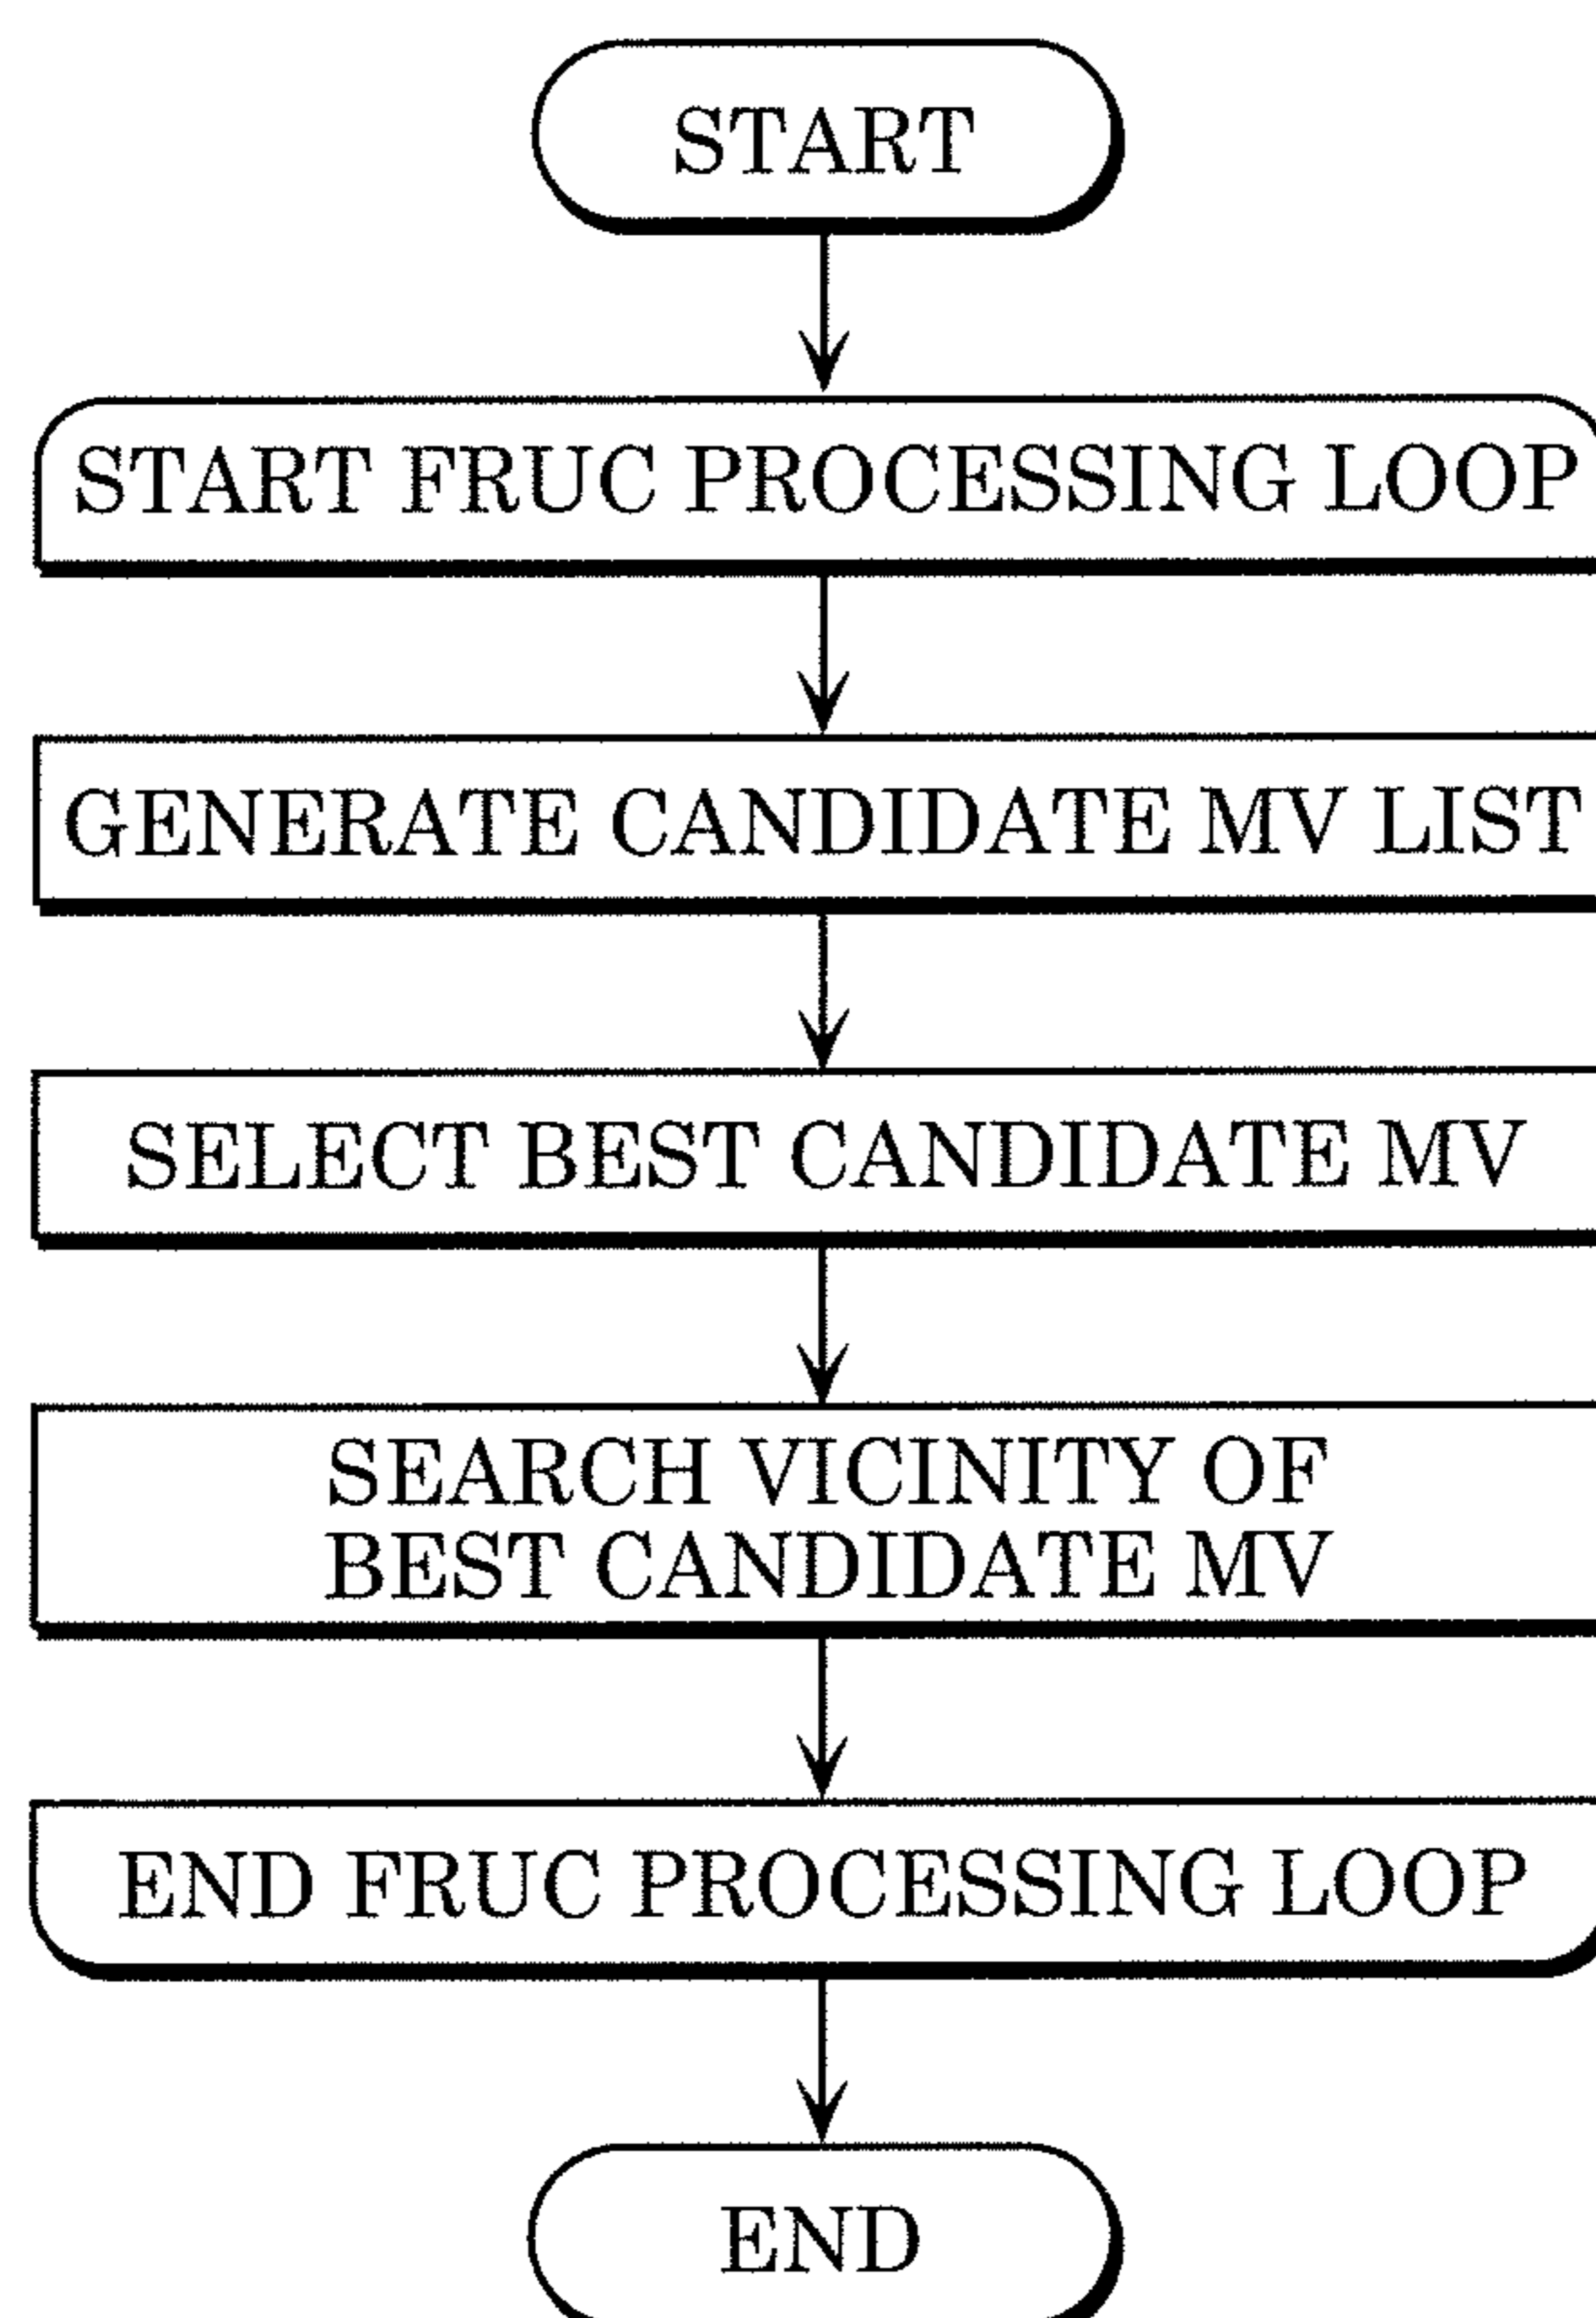 START
START FRUC PROCESSING LOOP
GENERATE CANDIDATE MV LIST
SELECT BEST CANDIDATE MV
SEARCH VICINITY OF
BEST CANDIDATE MV
END FRUC PROCESSING LOOP
END